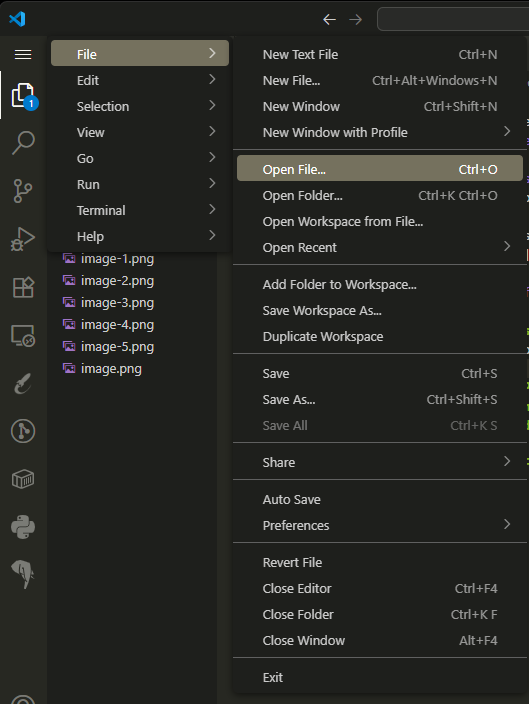 File
Edit
Selection
View
Go
Run
Terminal
Help
1
image-1.png
image-2.png
image-3.png
image-4.png
image-5.png
image.png
New Text File Ctrl+N
New File... Ctrl+Alt+Windows+N
New Window Ctrl+Shift+N
New Window with Profile
Open File... Ctrl+O
Open Folder... Ctrl+K Ctrl+O
Open Workspace from File...
Open Recent
Add Folder to Workspace...
Save Workspace As...
Duplicate Workspace
Save Ctrl+S
Save As... Ctrl+Shift+S
Save All Ctrl+K S
Share
Auto Save
Preferences
Revert File
Close Editor Ctrl+F4
Close Folder Ctrl+K F
Close Window Alt+F4
Exit